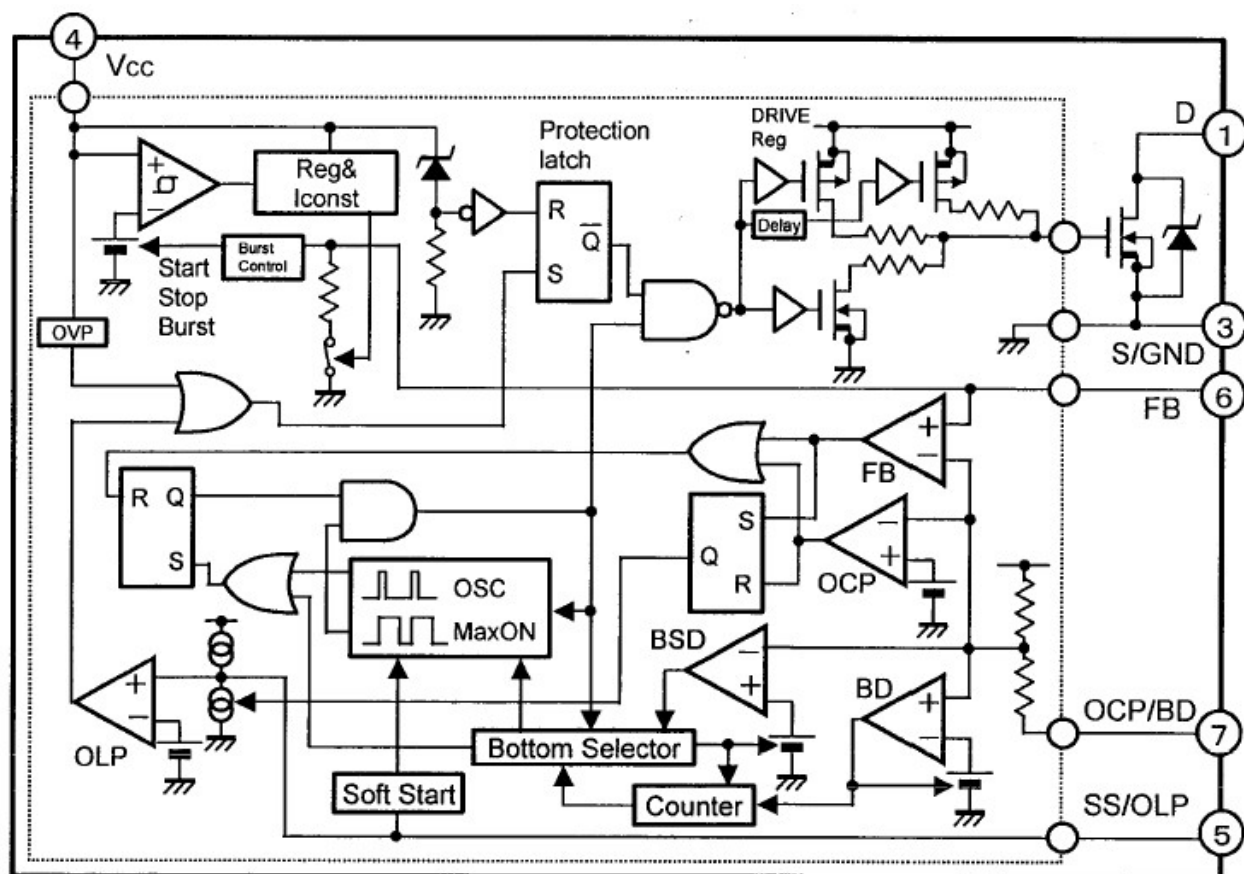 4
Vcc
D
1
Protection
latch
DRIVE
Reg
Reg&
Iconst
R
Q
S
Delay
Burst
Control
Start
Stop
Burst
OVP
3
S/GND
6
FB
FB
R
Q
S
S
Q
R
OCP
OSC
MaxON
BSD
BD
OLP
Bottom Selector
OCP/BD
7
Soft Start
Counter
SS/OLP
5